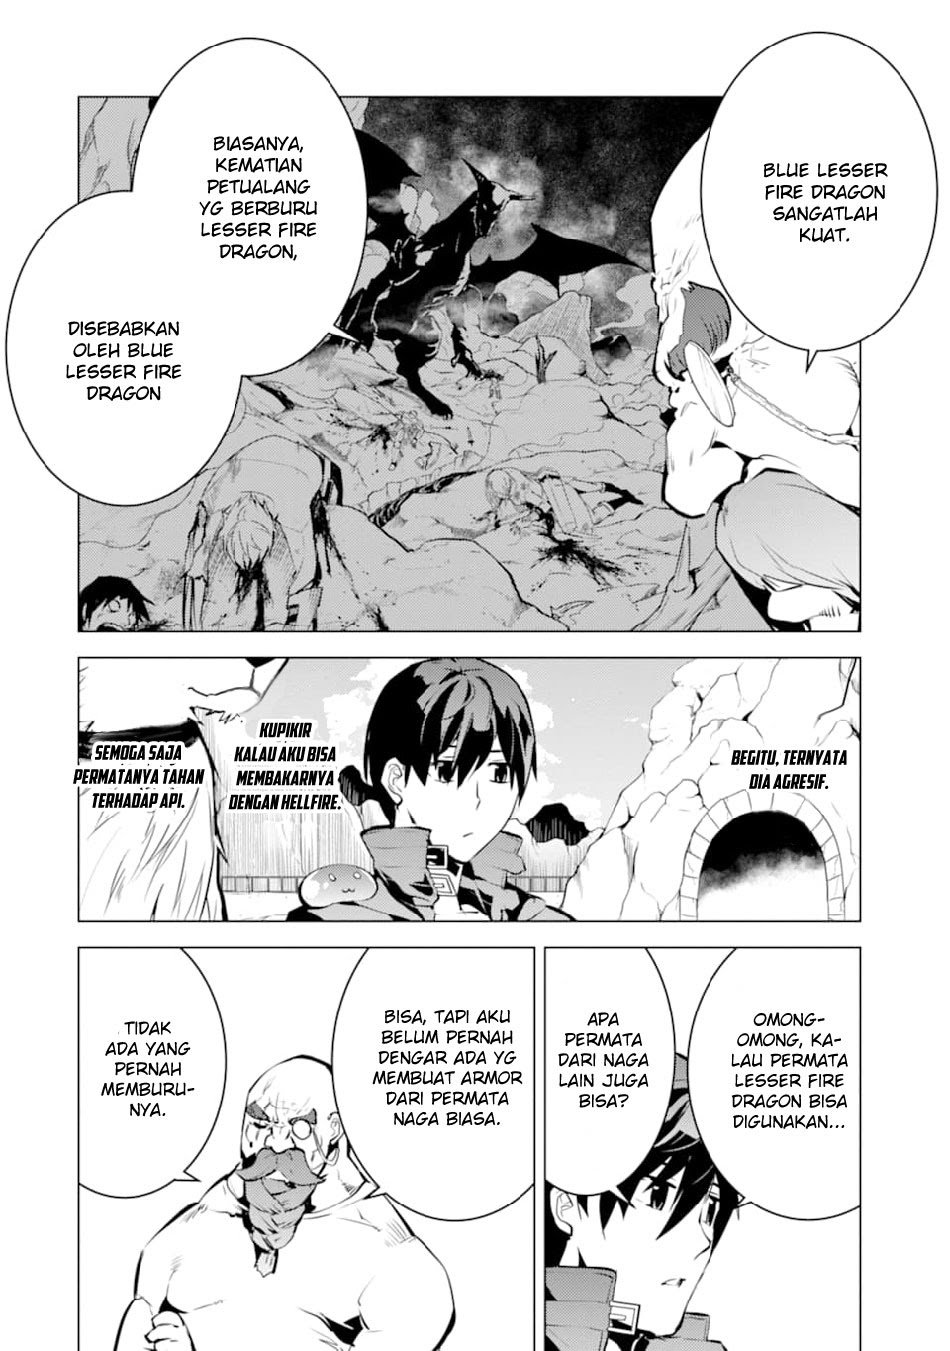 BLUE LESSER
FIRE DRAGON
SANGATLAH
KUAT.
BIASANYA,
KEMATIAN
PETUALANG
YG BERBURU
LESSER FIRE
DRAGON,
DISEBABKAN
OLEH BLUE
LESSER FIRE
DRAGON
BEGITU, TERNYATA
DIA AGRESIF.
KUPIKIR
KALAU AKU BISA
MEMBAKARNYA
DENGAN HELLFIRE.
SEMOGA SAJA
PERMATANYA TAHAN
TERHADAP API.
OMONG-
OMONG, KA-
LAU PERMATA
LESSER FIRE
DRAGON BISA
DIGUNAKAN...
APA
PERMATA
DARI NAGA
LAIN JUGA
BISA?
BISA, TAPI AKU
BELUM PERNAH
DENGAR ADA YG
MEMBUAT ARMOR
DARI PERMATA
NAGA BIASA.
TIDAK
ADA YANG
PERNAH
MEMBURU-
NYA.